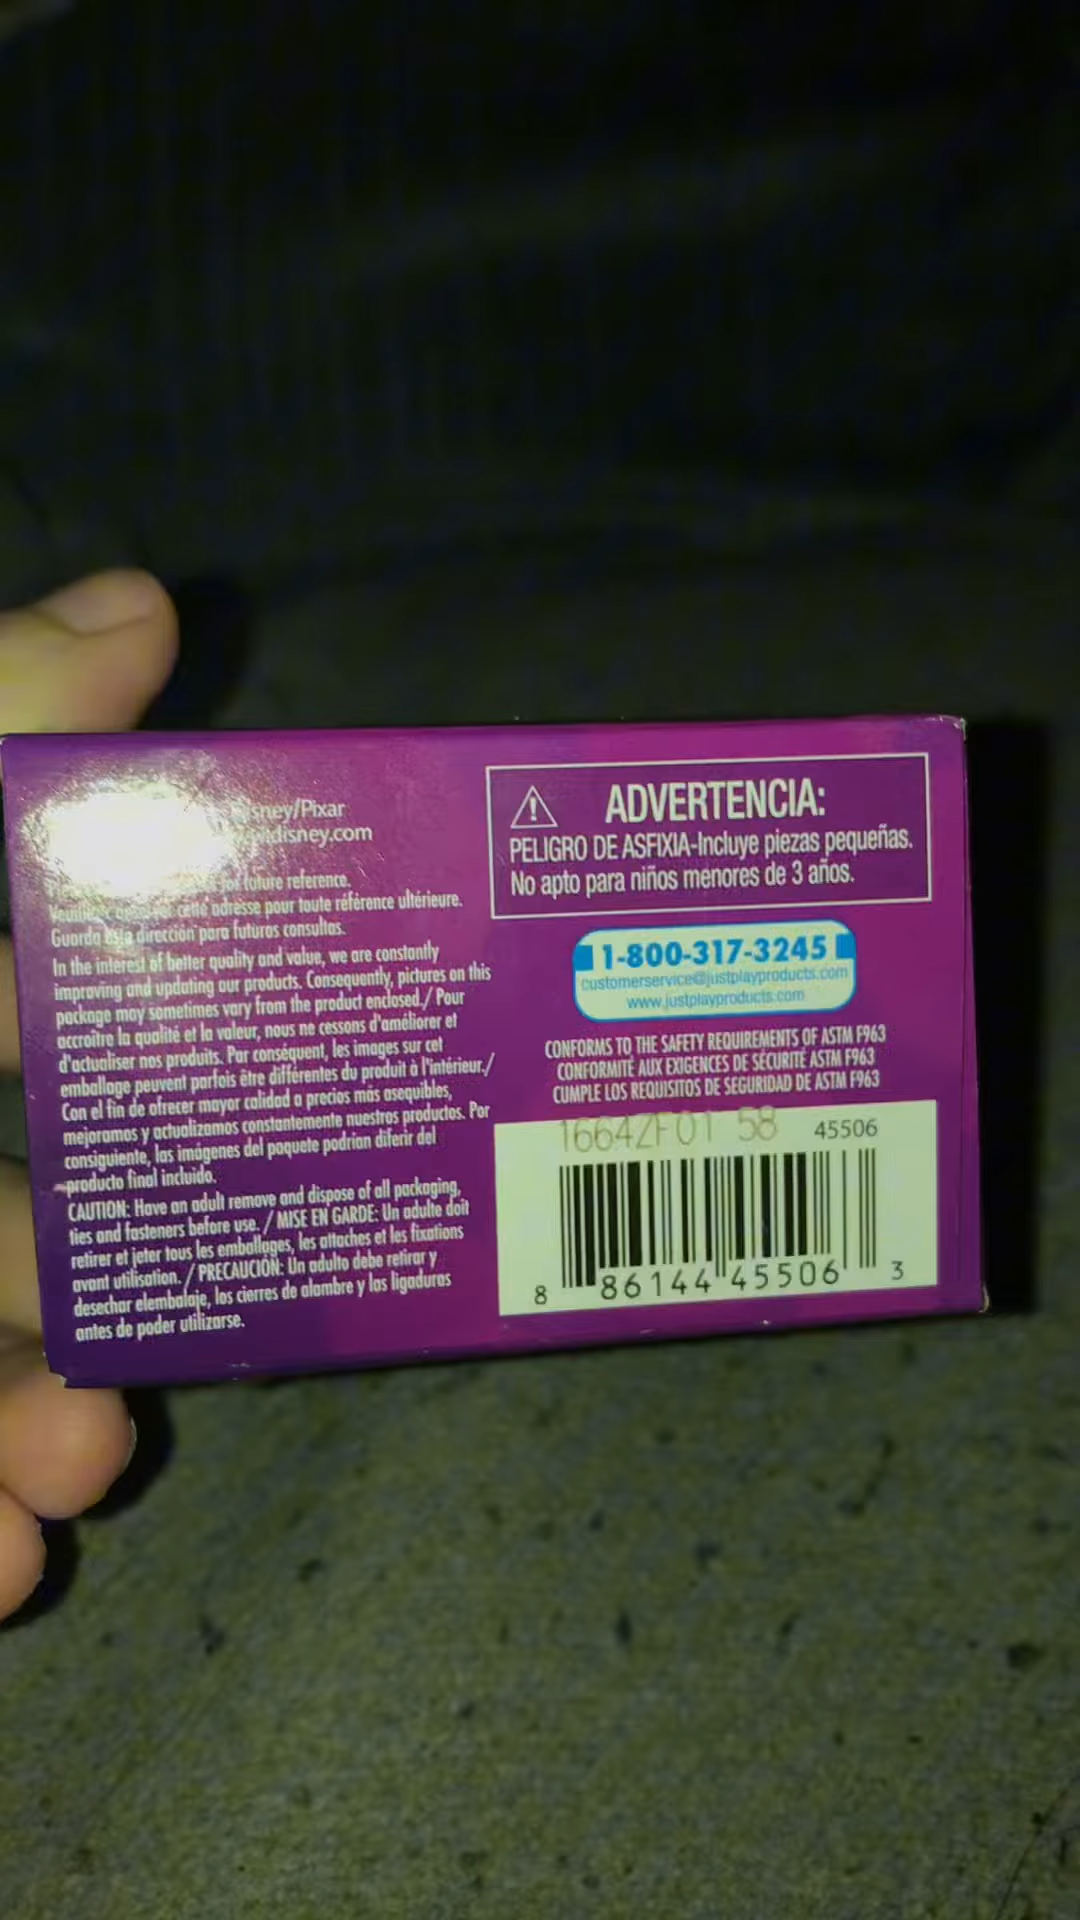 Disney/Pixar
disney.com
for future reference.
cette adresse pour toute référence ultérieure.
Guarda esta dirección para futuras consultas.
In the interest of better quality and value, we are constantly
improving and updating our products. Consequently, pictures on this
package may sometimes vary from the product enclosed./ Pour
accroître la qualité et la valeur, nous ne cessons d'améliorer et
d'actualiser nos produits. Par conséquent, les images sur cet
emballage peuvent parfois être différentes du produit à l'intérieur./
Con el fin de ofrecer mayor calidad a precios más asequibles,
mejoramos y actualizamos constantemente nuestros productos. Por
consiguiente, las imágenes del paquete podrían diferir del
producto final incluido.
CAUTION: Have an adult remove and dispose of all packaging,
ties and fasteners before use. / MISE EN GARDE: Un adulte doit
retirer et jeter tous les emballages, les attaches et les fixations
avant utilisation. / PRECAUCIÓN: Un adulto debe retirar y
desechar elembalaje, los cierres de alambre y las ligaduras
antes de poder utilizarse.
ADVERTENCIA:
PELIGRO DE ASFIXIA-Incluye piezas pequeñas.
No apto para niños menores de 3 años.
1-800-317-3245
customerservice@justplayproducts.com
www.justplayproducts.com
CONFORMS TO THE SAFETY REQUIREMENTS OF ASTM F963
CONFORMITÉ AUX EXIGENCES DE SÉCURITÉ ASTM F963
CUMPLE LOS REQUISITOS DE SEGURIDAD DE ASTM F963
16642F01 58 45506
8 86144 45506 3